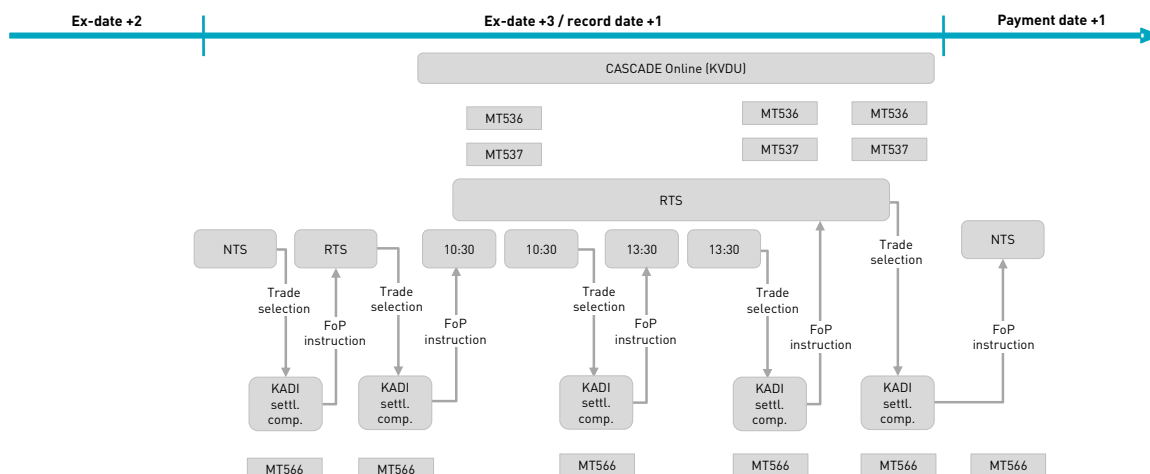 Ex-date +2
Ex-date +3 / record date +1
Payment date +1
CASCADE Online (KVDU)
MT536
MT536
MT536
MT537
MT537
MT537
RTS
NTS
RTS
10:30
10:30
13:30
13:30
NTS
Trade
selection
FoP
instruction
Trade
selection
FoP
instruction
Trade
selection
FoP
instruction
Trade
selection
FoP
instruction
Trade
selection
FoP
instruction
KADI
settl.
comp.
KADI
settl.
comp.
KADI
settl.
comp.
KADI
settl.
comp.
KADI
settl.
comp.
MT566
MT566
MT566
MT566
MT566
MT566